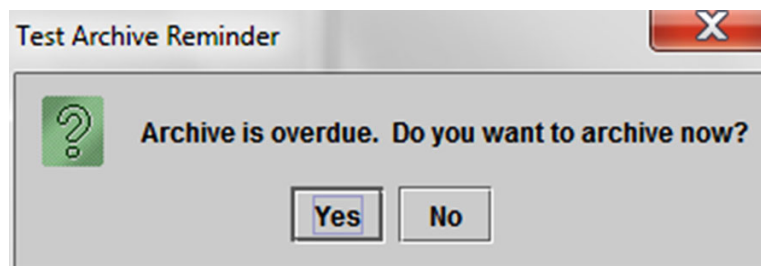 Test Archive Reminder
Archive is overdue. Do you want to archive now?
Yes No